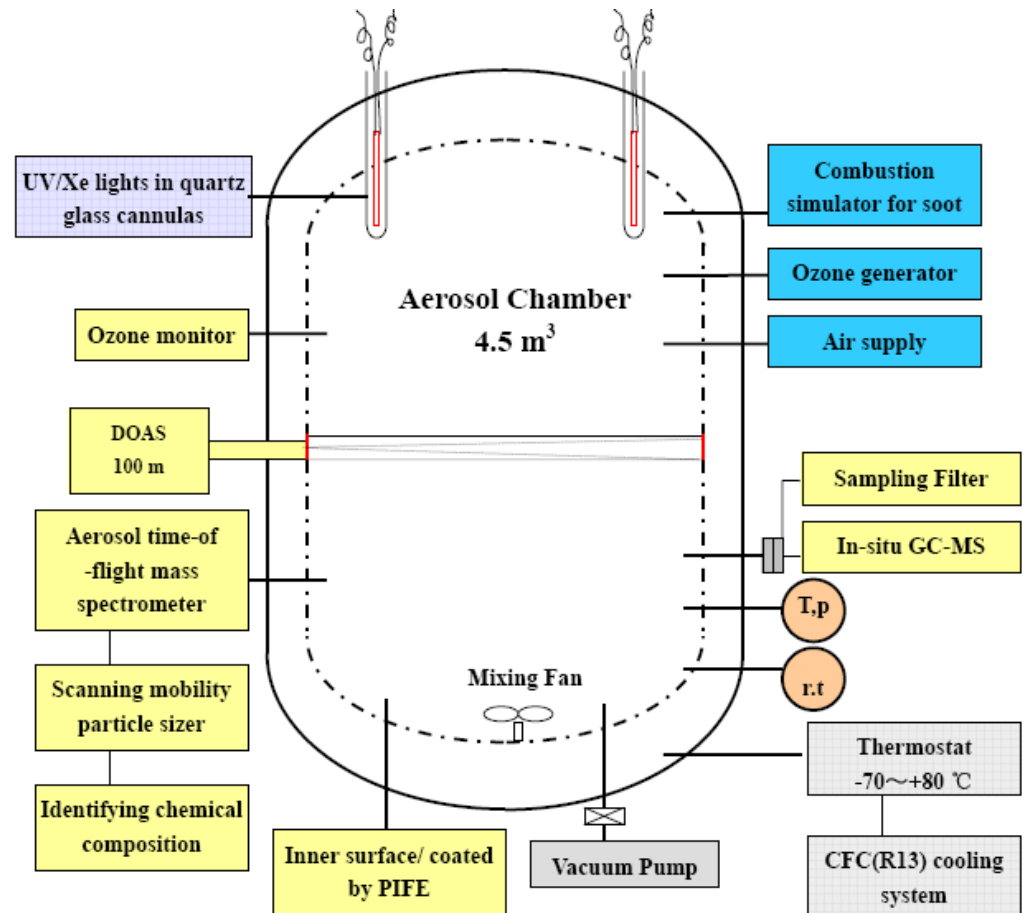 UV/Xe lights in quartz
glass cannulas
Combustion
simulator for soot
Ozone generator
Air supply
Aerosol Chamber
4.5 m³
Ozone monitor
DOAS
100 m
Aerosol time-of
-flight mass
spectrometer
Scanning mobility
particle sizer
Identifying chemical
composition
Sampling Filter
In-situ GC-MS
T,p
r.t
Mixing Fan
Thermostat
-70～+80 ℃
CFC(R13) cooling
system
Inner surface/ coated
by PIFE
Vacuum Pump